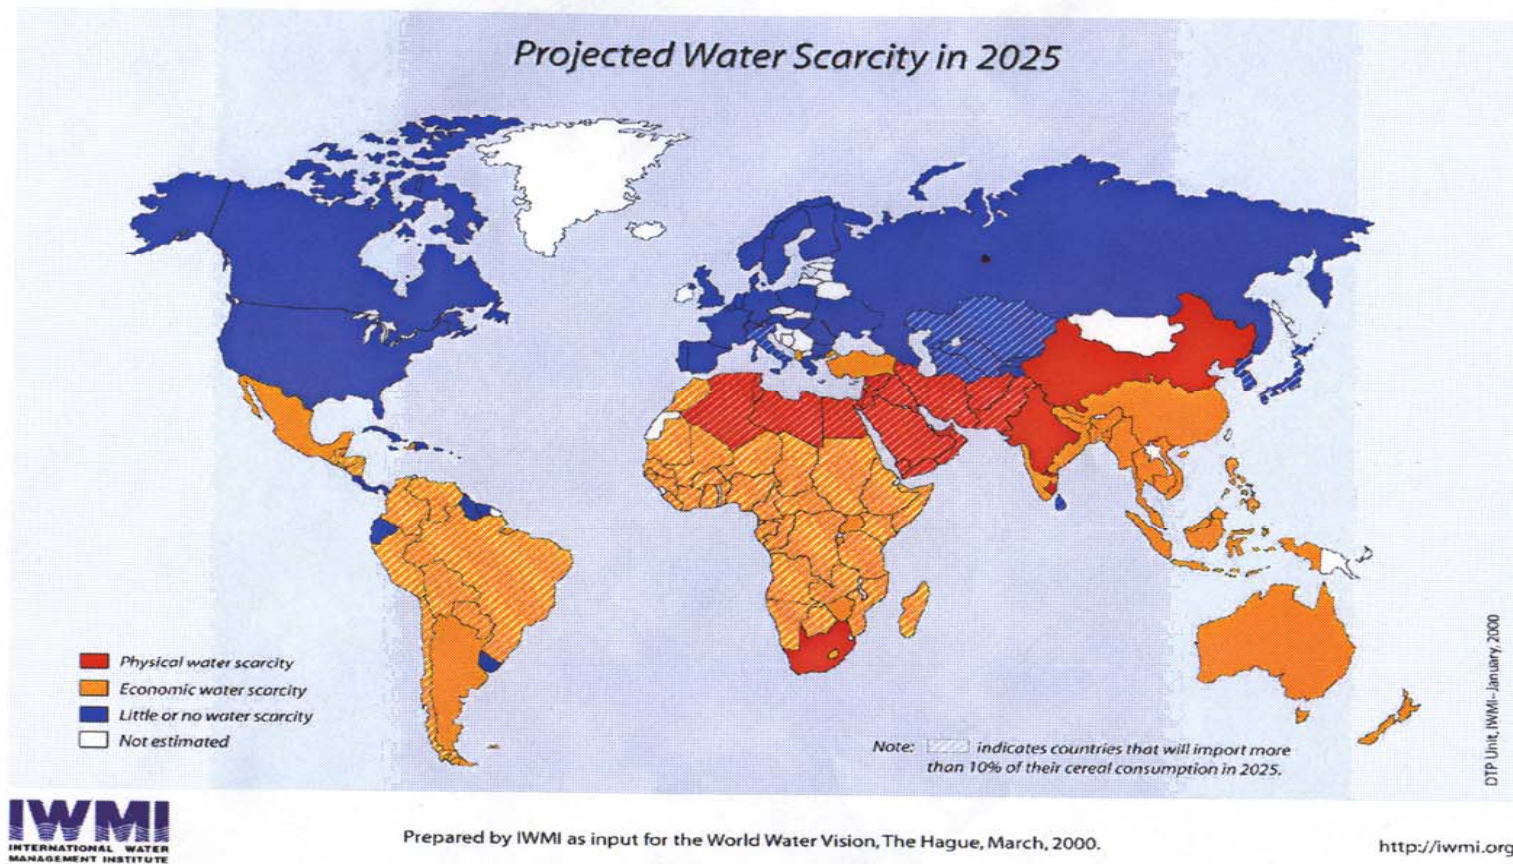 Projected Water Scarcity in 2025
Physical water scarcity
Economic water scarcity
Little or no water scarcity
Not estimated
Note: indicates countries that will import more
than 10% of their cereal consumption in 2025.
DTP Unit, IWMI–January, 2000
IWMI
INTERNATIONAL WATER
MANAGEMENT INSTITUTE
Prepared by IWMI as input for the World Water Vision, The Hague, March, 2000.
http://iwmi.org